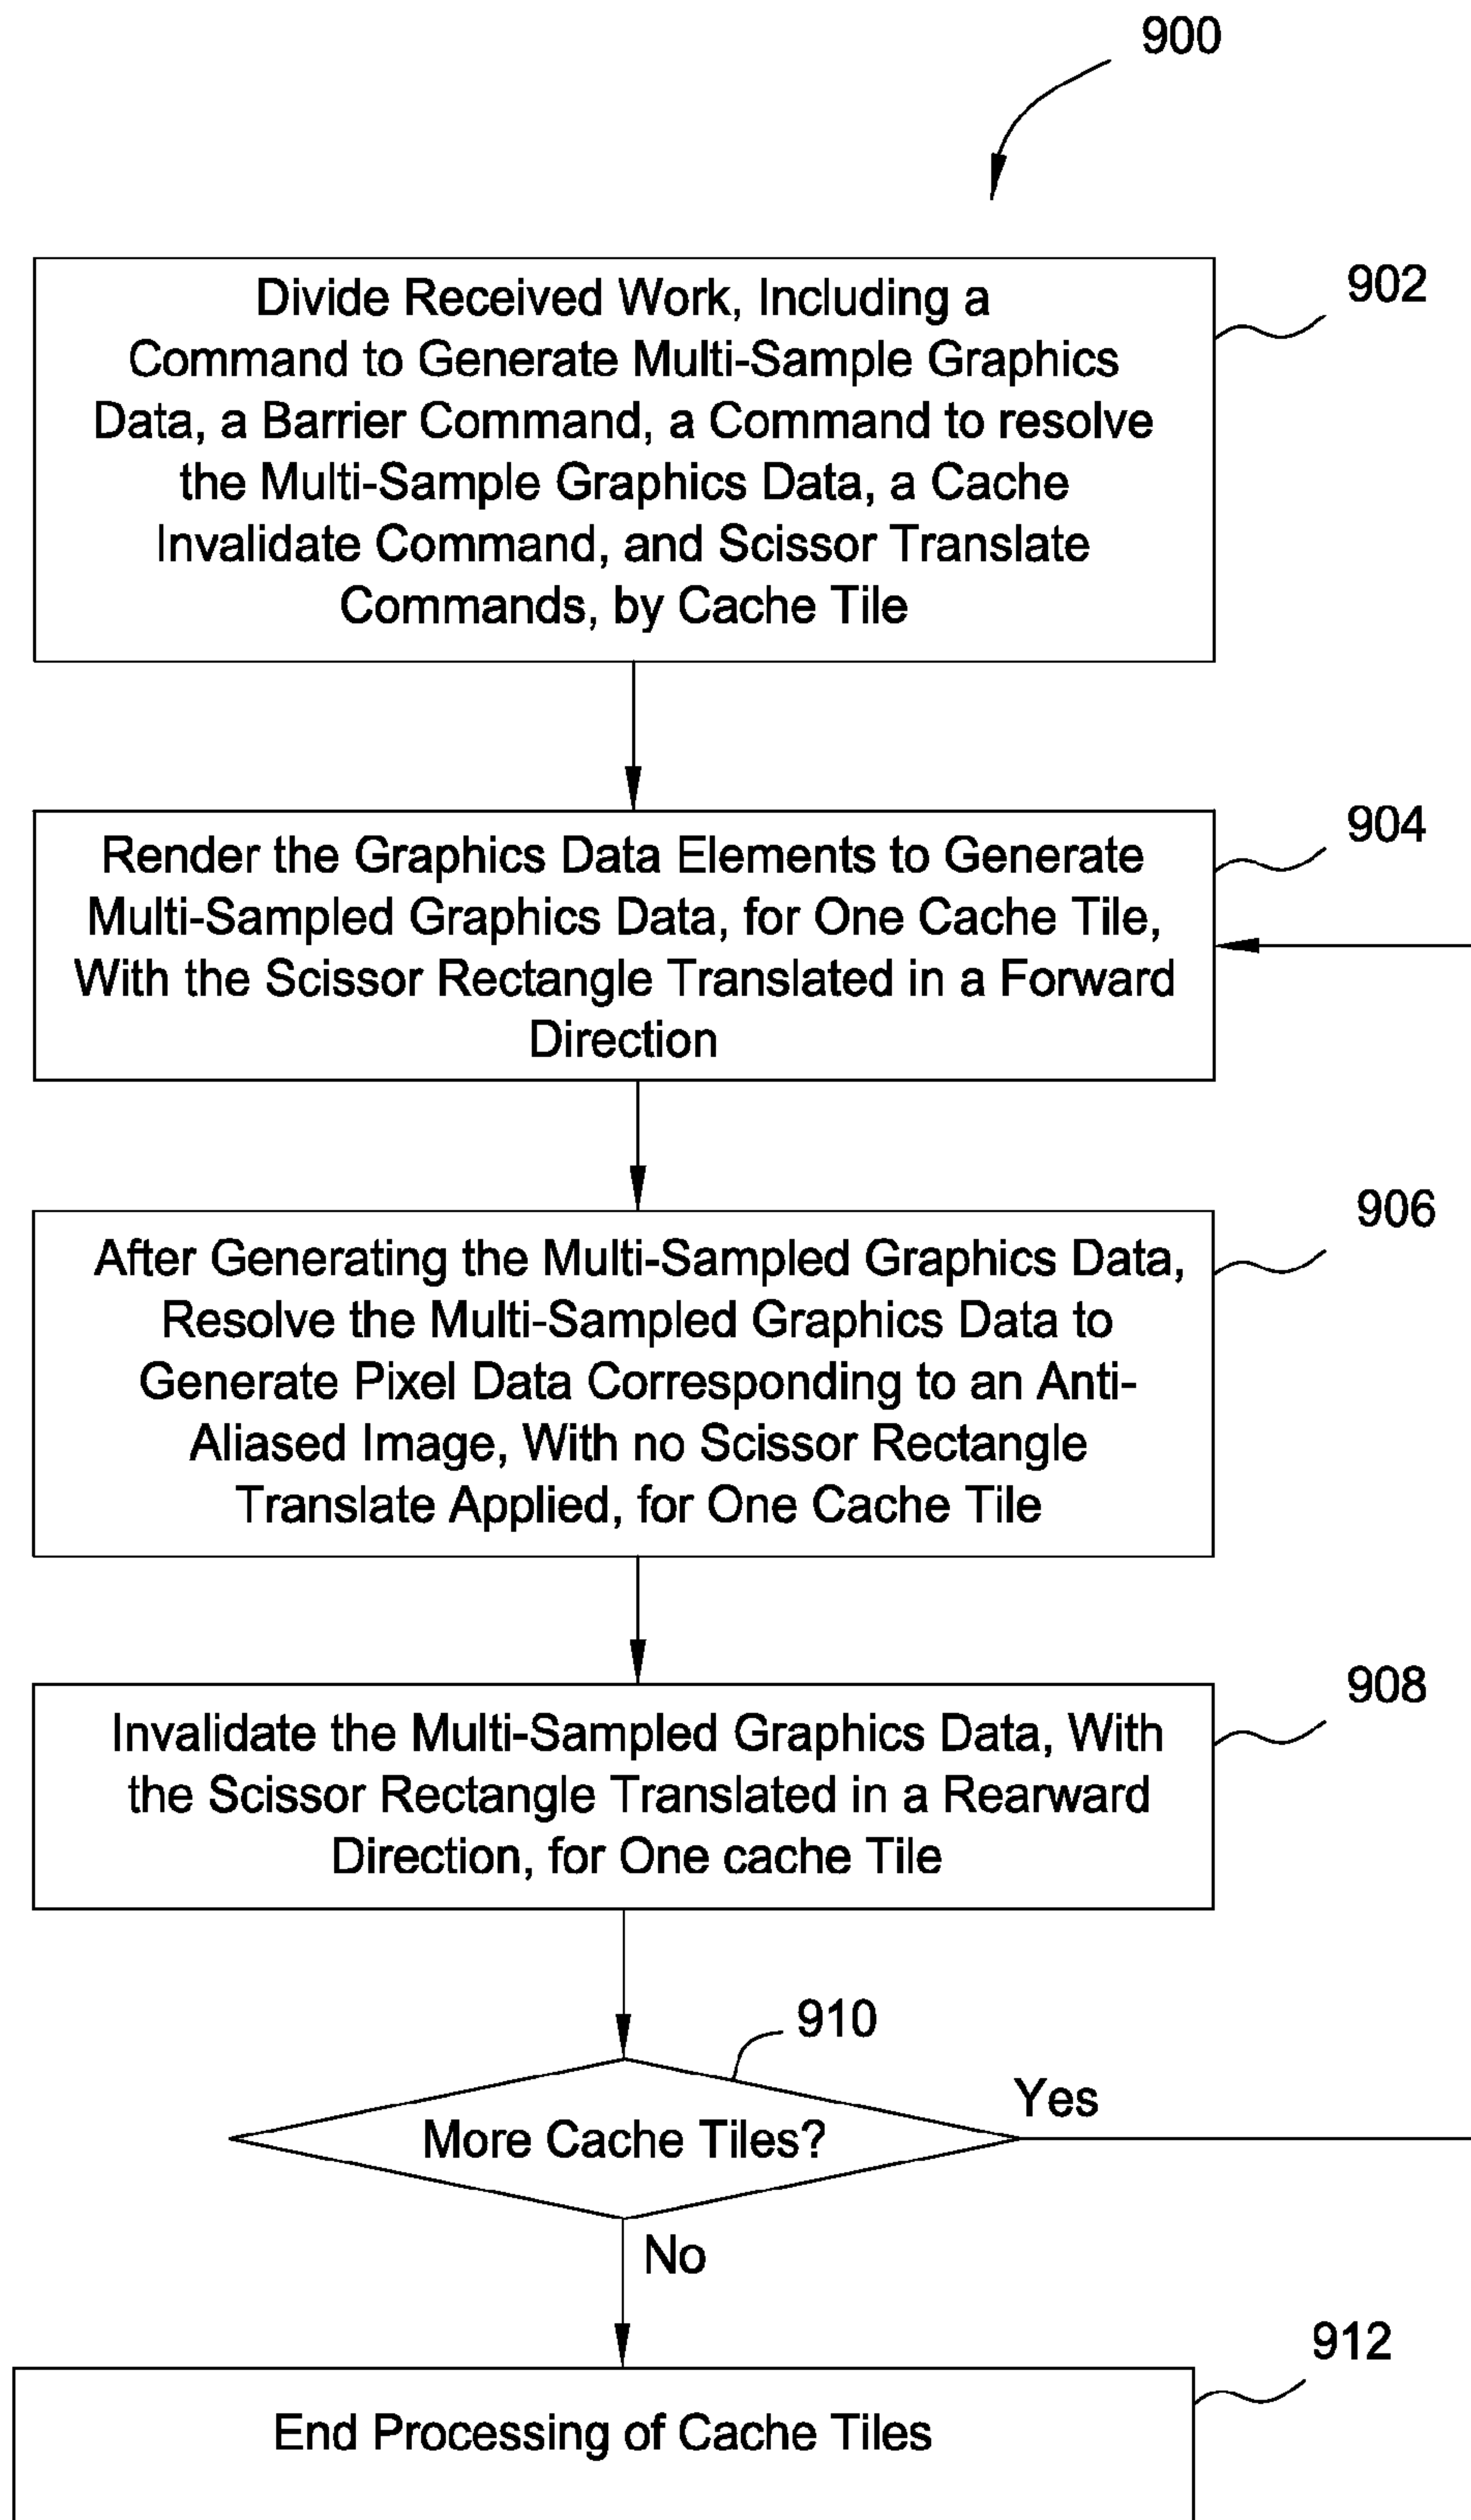 900
Divide Received Work, Including a
902
Command to Generate Multi-Sample Graphics
Data, a Barrier Command, a Command to resolve
the Multi-Sample Graphics Data, a Cache
Invalidate Command, and Scissor Translate
Commands, by Cache Tile
904
Render the Graphics Data Elements to Generate
Multi-Sampled Graphics Data, for One Cache Tile,
With the Scissor Rectangle Translated in a Forward
Direction
906
After Generating the Multi-Sampled Graphics Data,
Resolve the Multi-Sampled Graphics Data to
Generate Pixel Data Corresponding to an Anti-
Aliased Image, With no Scissor Rectangle
Translate Applied, for One Cache Tile
908
Invalidate the Multi-Sampled Graphics Data, With
the Scissor Rectangle Translated in a Rearward
Direction, for One cache Tile
910
More Cache Tiles?
Yes
No
912
End Processing of Cache Tiles